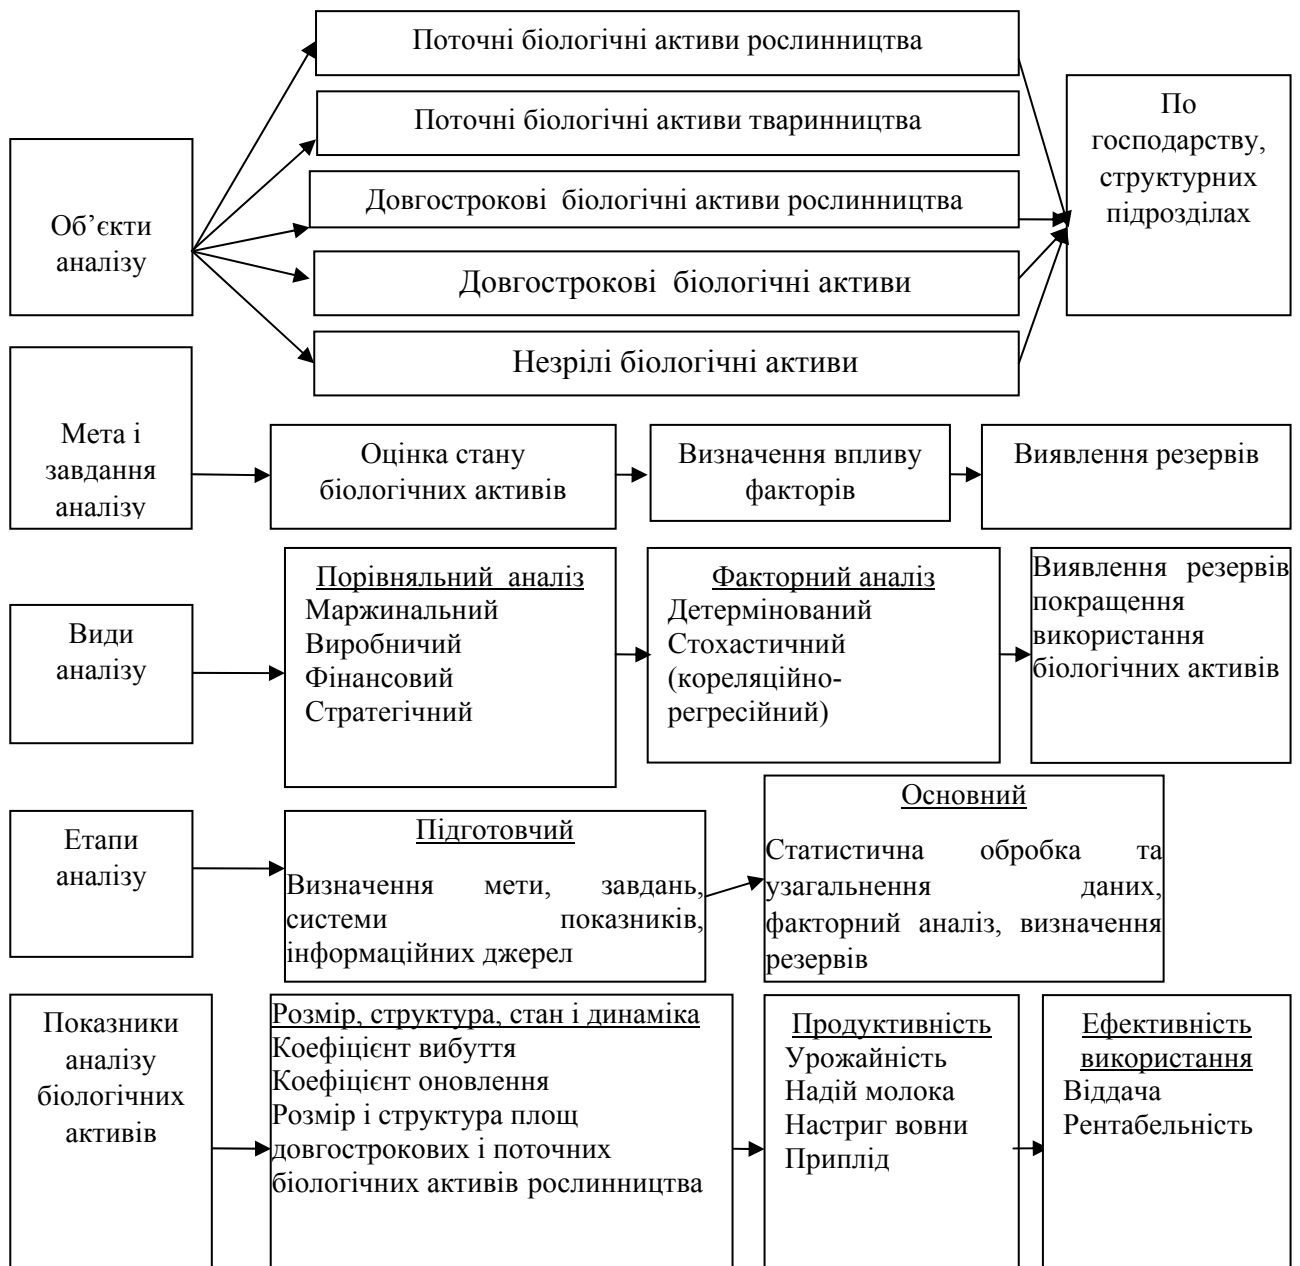 Поточні біологічні активи рослинництва
Поточні біологічні активи тваринництва
Довгострокові біологічні активи рослинництва
Довгострокові біологічні активи
Незрілі біологічні активи
Об’єкти
аналізу
По
господарству,
структурних
підрозділах
Мета і
завдання
аналізу
Оцінка стану
біологічних активів
Визначення впливу
факторів
Виявлення резервів
Види
аналізу
Порівняльний аналіз
Маржинальний
Виробничий
Фінансовий
Стратегічний
Факторний аналіз
Детермінований
Стохастичний
(кореляційно-
регресійний)
Виявлення резервів
покращення
використання
біологічних активів
Етапи
аналізу
Підготовчий
Визначення мети, завдань,
системи показників,
інформаційних джерел
Основний
Статистична обробка та
узагальнення даних,
факторний аналіз, визначення
резервів
Показники
аналізу
біологічних
активів
Розмір, структура, стан і динаміка
Коефіцієнт вибуття
Коефіцієнт оновлення
Розмір і структура площ
довгострокових і поточних
біологічних активів рослинництва
Продуктивність
Урожайність
Надій молока
Настриг вовни
Приплід
Ефективність
використання
Віддача
Рентабельність